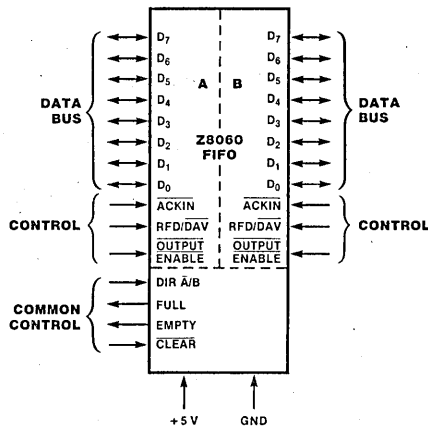 A B
Z8060
FIFO
DATA
BUS
D7
D6
D5
D4
D3
D2
D1
D0
CONTROL
ACKIN
RFD/DAV
OUTPUT
ENABLE
COMMON
CONTROL
DIR A/B
FULL
EMPTY
CLEAR
D7
D6
D5
D4
D3
D2
D1
D0
DATA
BUS
ACKIN
RFD/DAV
OUTPUT
ENABLE
CONTROL
+5 V
GND